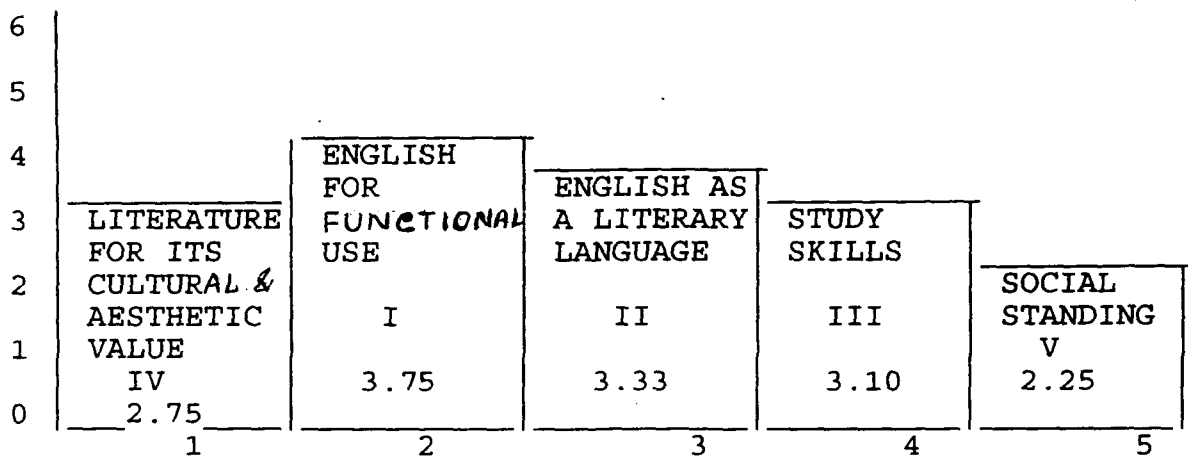 6
5
4
3
2
1
0
LITERATURE
FOR ITS
CULTURAL &
AESTHETIC
VALUE
IV
2.75
ENGLISH
FOR
FUNCTIONAL
USE
I
3.75
ENGLISH AS
A LITERARY
LANGUAGE
II
3.33
STUDY
SKILLS
III
3.10
SOCIAL
STANDING
V
2.25
1 2 3 4 5